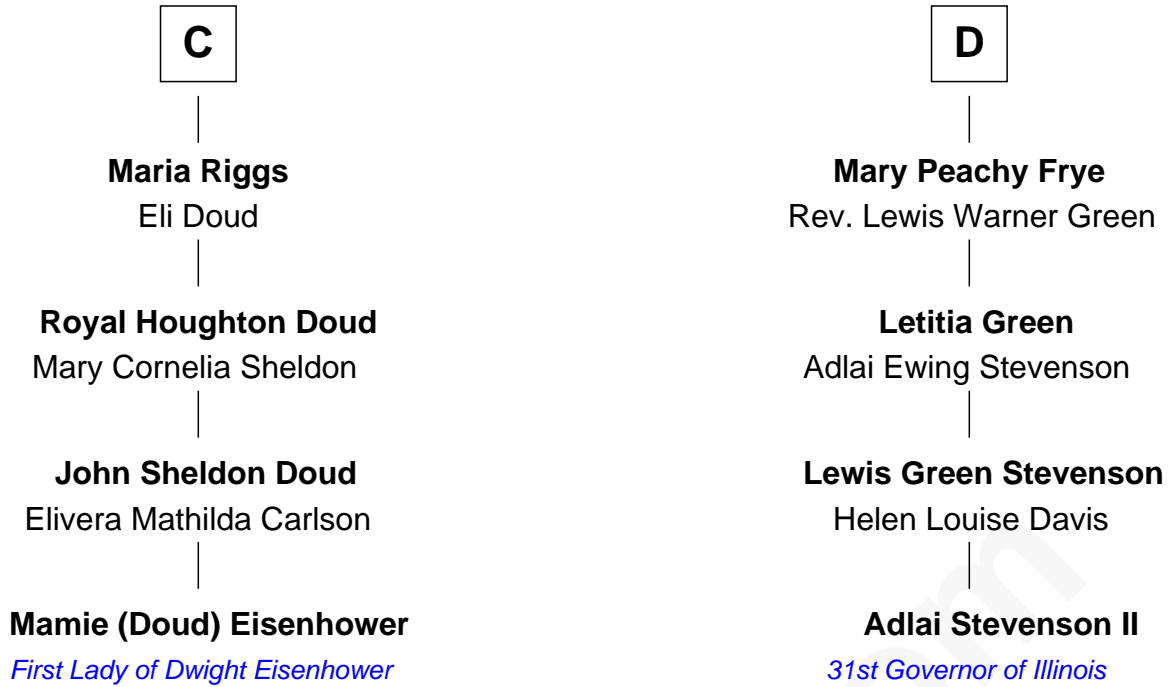 C
D
Maria Riggs
Eli Doud
Mary Peachy Frye
Rev. Lewis Warner Green
Royal Houghton Doud
Mary Cornelia Sheldon
Letitia Green
Adlai Ewing Stevenson
John Sheldon Doud
Elivera Mathilda Carlson
Lewis Green Stevenson
Helen Louise Davis
Mamie (Doud) Eisenhower
First Lady of Dwight Eisenhower
Adlai Stevenson II
31st Governor of Illinois